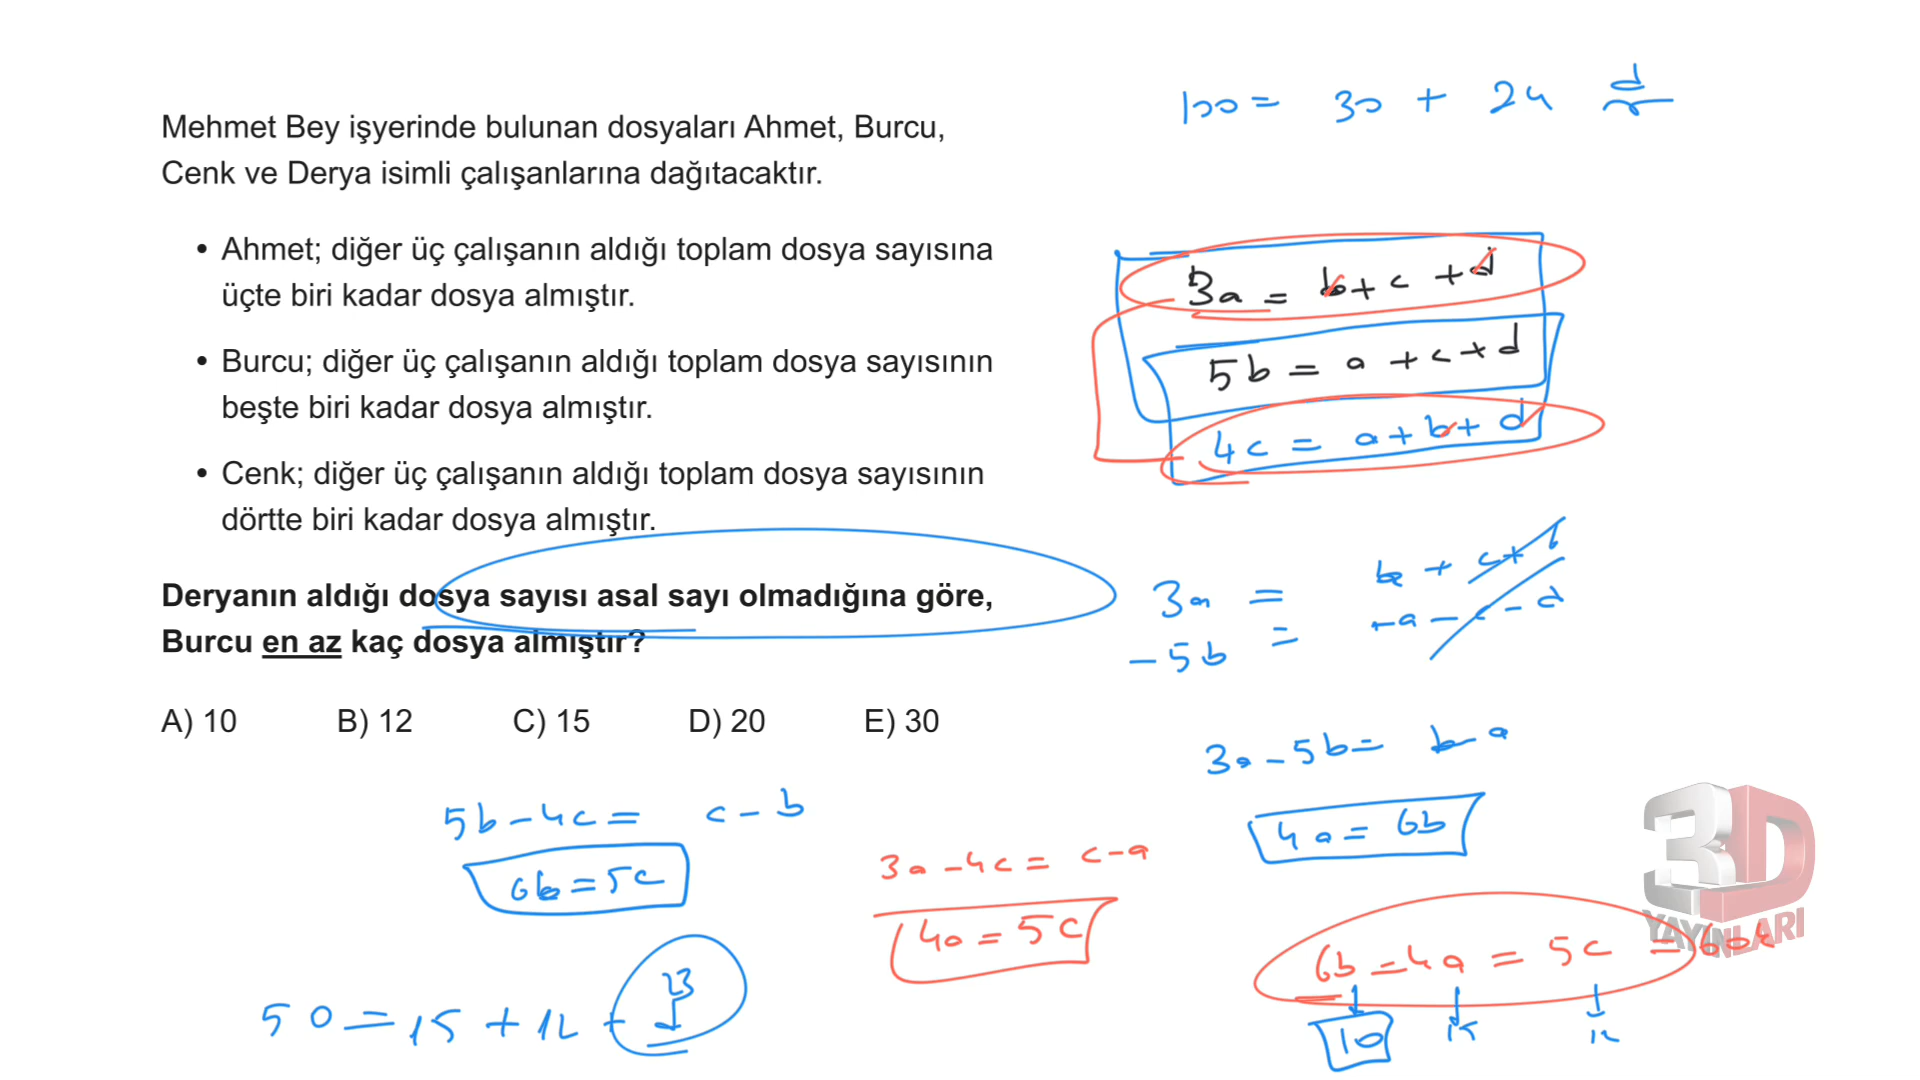 100 = 30 + 24 d
Mehmet Bey işyerinde bulunan dosyaları Ahmet, Burcu,
Cenk ve Derya isimli çalışanlarına dağıtacaktır.
• Ahmet; diğer üç çalışanın aldığı toplam dosya sayısına
üçte biri kadar dosya almıştır.
• Burcu; diğer üç çalışanın aldığı toplam dosya sayısının
beşte biri kadar dosya almıştır.
• Cenk; diğer üç çalışanın aldığı toplam dosya sayısının
dörtte biri kadar dosya almıştır.
Deryanın aldığı dosya sayısı asal sayı olmadığına göre,
Burcu en az kaç dosya almıştır?
A) 10 B) 12 C) 15 D) 20 E) 30
3a = b + c + d
5b = a + c + d
4c = a + b + d
3a = b + c +
-5b = -a - c - d
3a - 5b = b - a
4a = 6b
5b - 4c = c - b
6b = 5c
3a - 4c = c - a
4a = 5c
6b = 4a = 5c = 60k
10 15 12
50 = 15 + 12 + d
23
3D
YAYINLARI